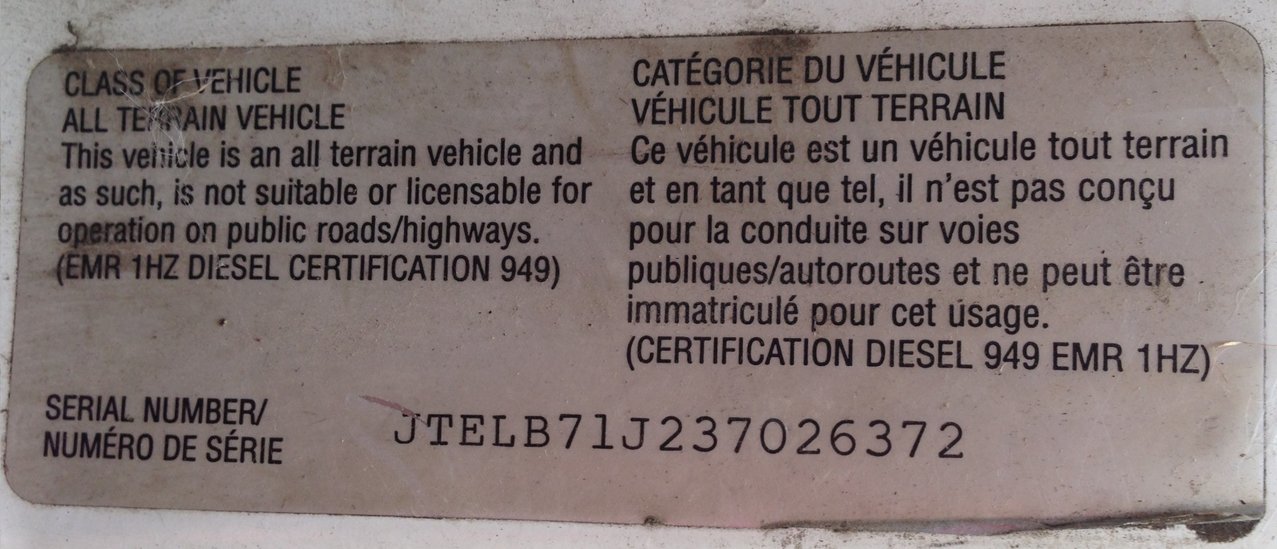 CLASS OF VEHICLE
ALL TERRAIN VEHICLE
This vehicle is an all terrain vehicle and
as such, is not suitable or licensable for
operation on public roads/highways.
(EMR 1HZ DIESEL CERTIFICATION 949)
CATÉGORIE DU VÉHICULE
VÉHICULE TOUT TERRAIN
Ce véhicule est un véhicule tout terrain
et en tant que tel, il n'est pas conçu
pour la conduite sur voies
publiques/autoroutes et ne peut être
immatriculé pour cet usage.
(CERTIFICATION DIESEL 949 EMR 1HZ)
SERIAL NUMBER/
NUMÉRO DE SÉRIE
JTELB71J237026372